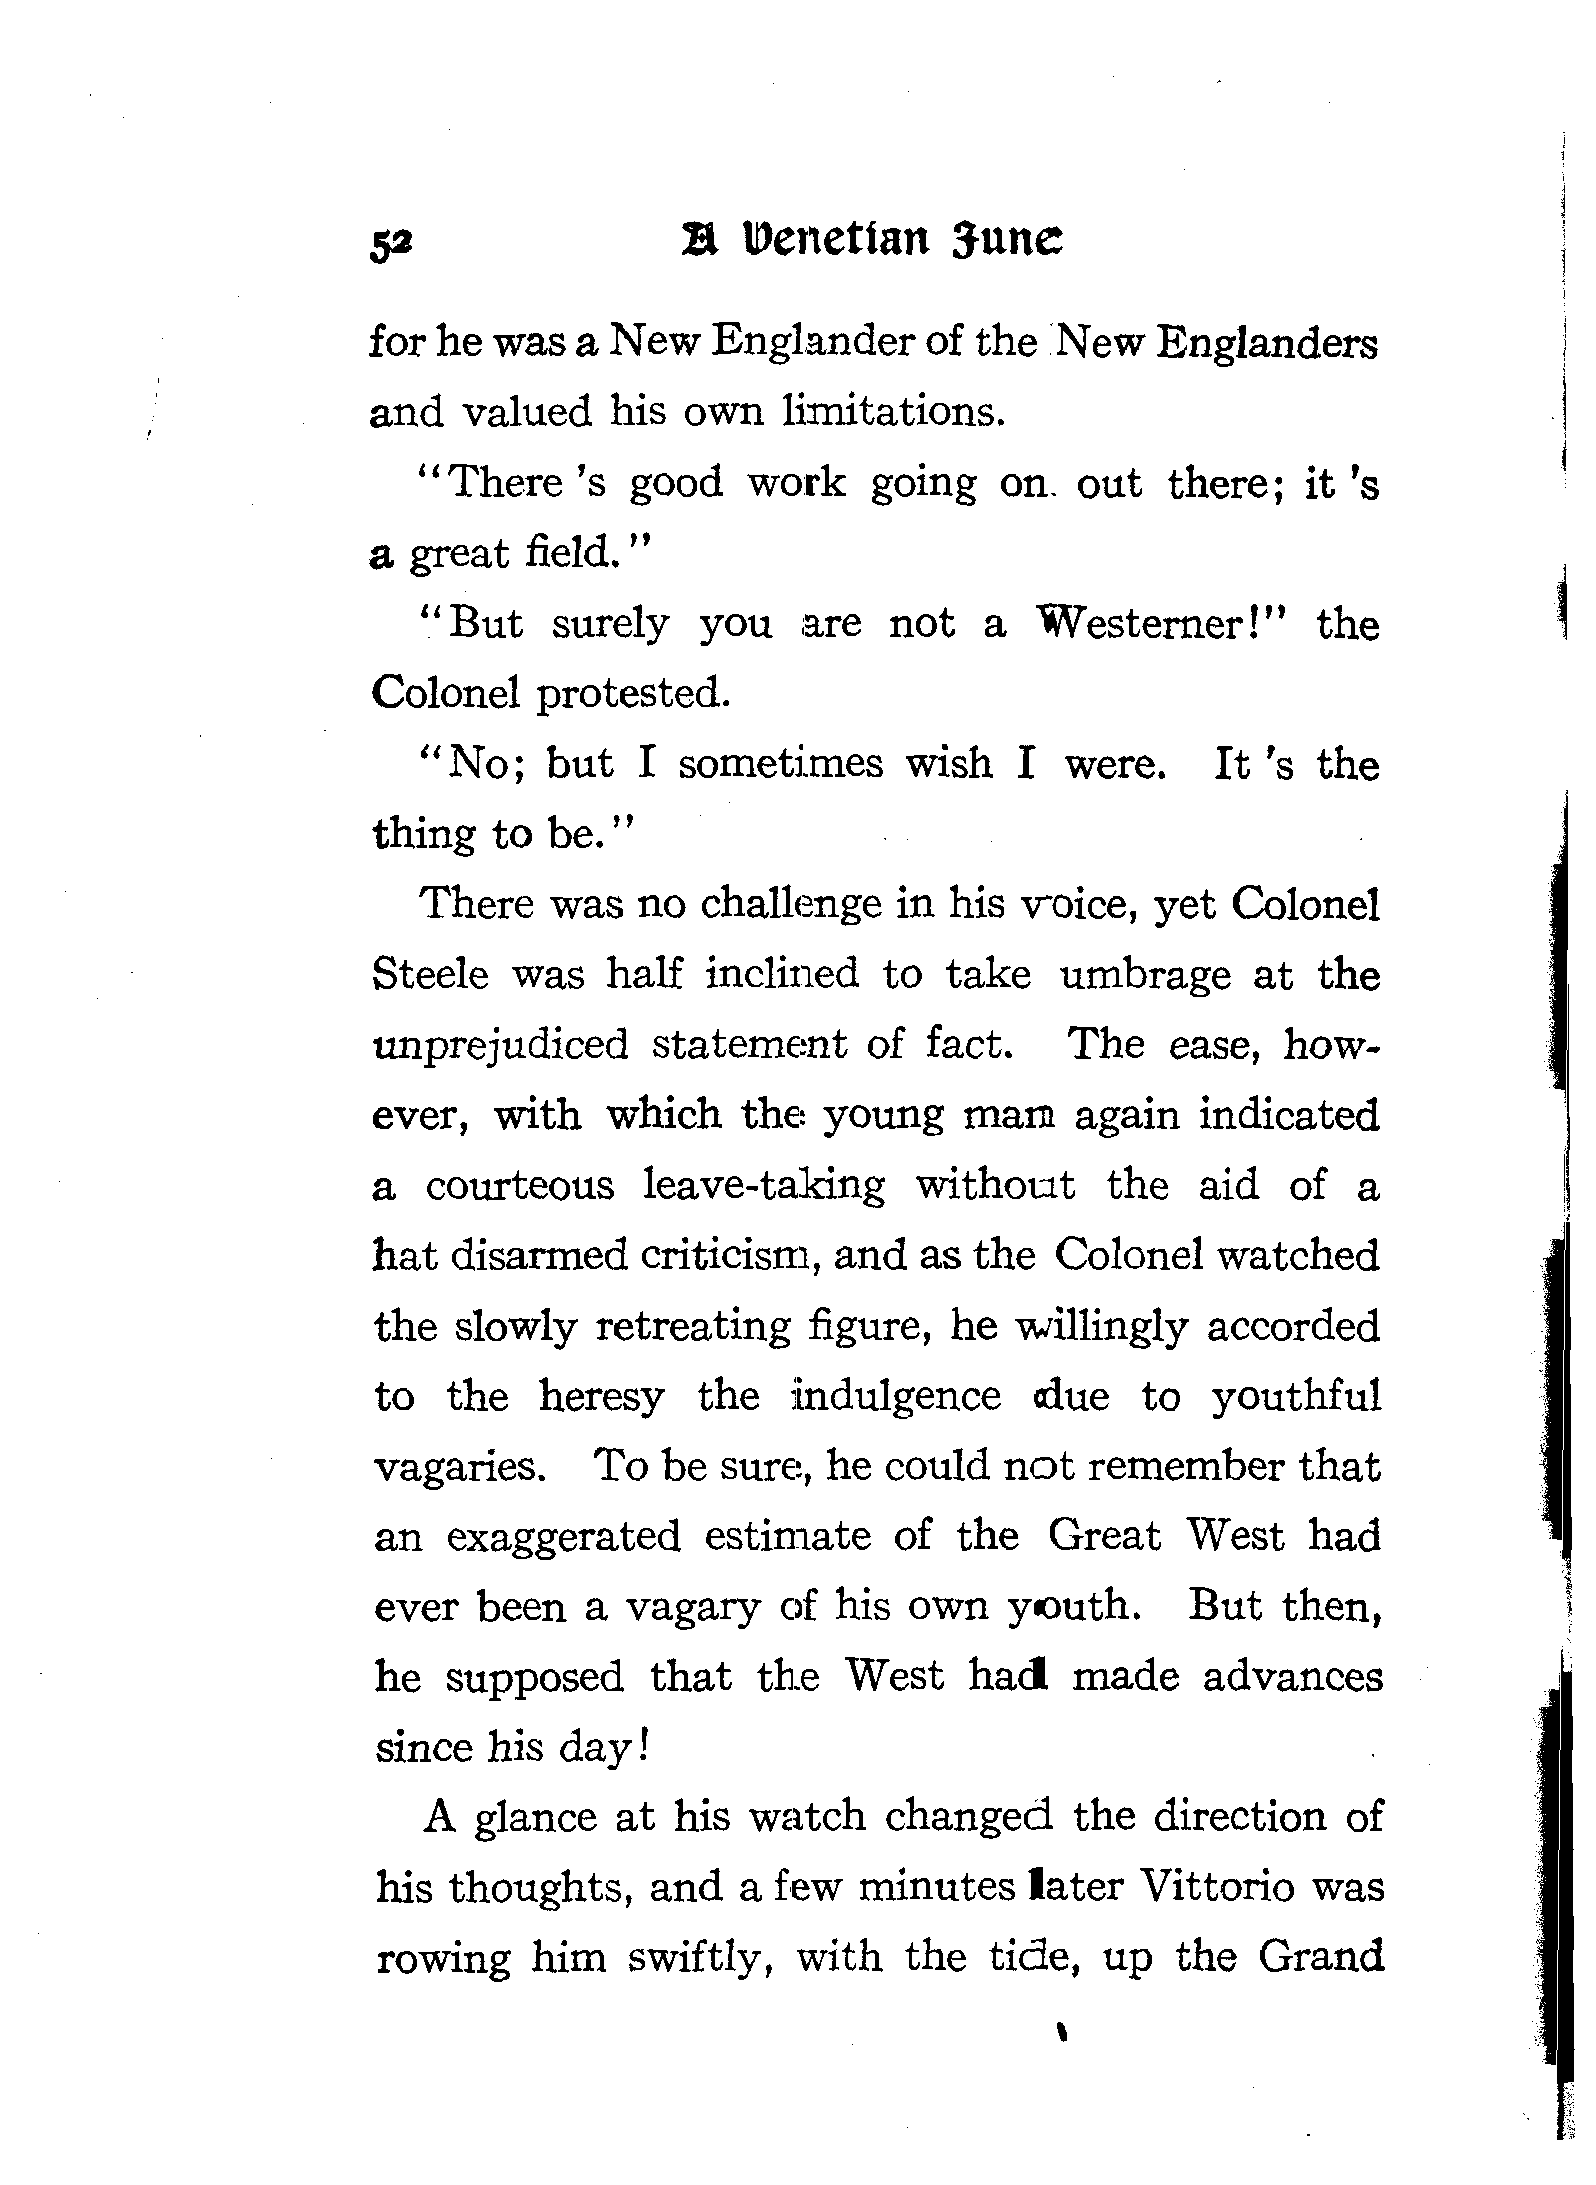 52 A Venetian June
for he was a New Englander of the New Englanders
and valued his own limitations.
"There 's good work going on out there; it 's
a great field."
"But surely you are not a Westerner!" the
Colonel protested.
"No; but I sometimes wish I were. It 's the
thing to be."
There was no challenge in his voice, yet Colonel
Steele was half inclined to take umbrage at the
unprejudiced statement of fact. The ease, how-
ever, with which the young man again indicated
a courteous leave-taking without the aid of a
hat disarmed criticism, and as the Colonel watched
the slowly retreating figure, he willingly accorded
to the heresy the indulgence due to youthful
vagaries. To be sure, he could not remember that
an exaggerated estimate of the Great West had
ever been a vagary of his own youth. But then,
he supposed that the West had made advances
since his day!
A glance at his watch changed the direction of
his thoughts, and a few minutes later Vittorio was
rowing him swiftly, with the tide, up the Grand